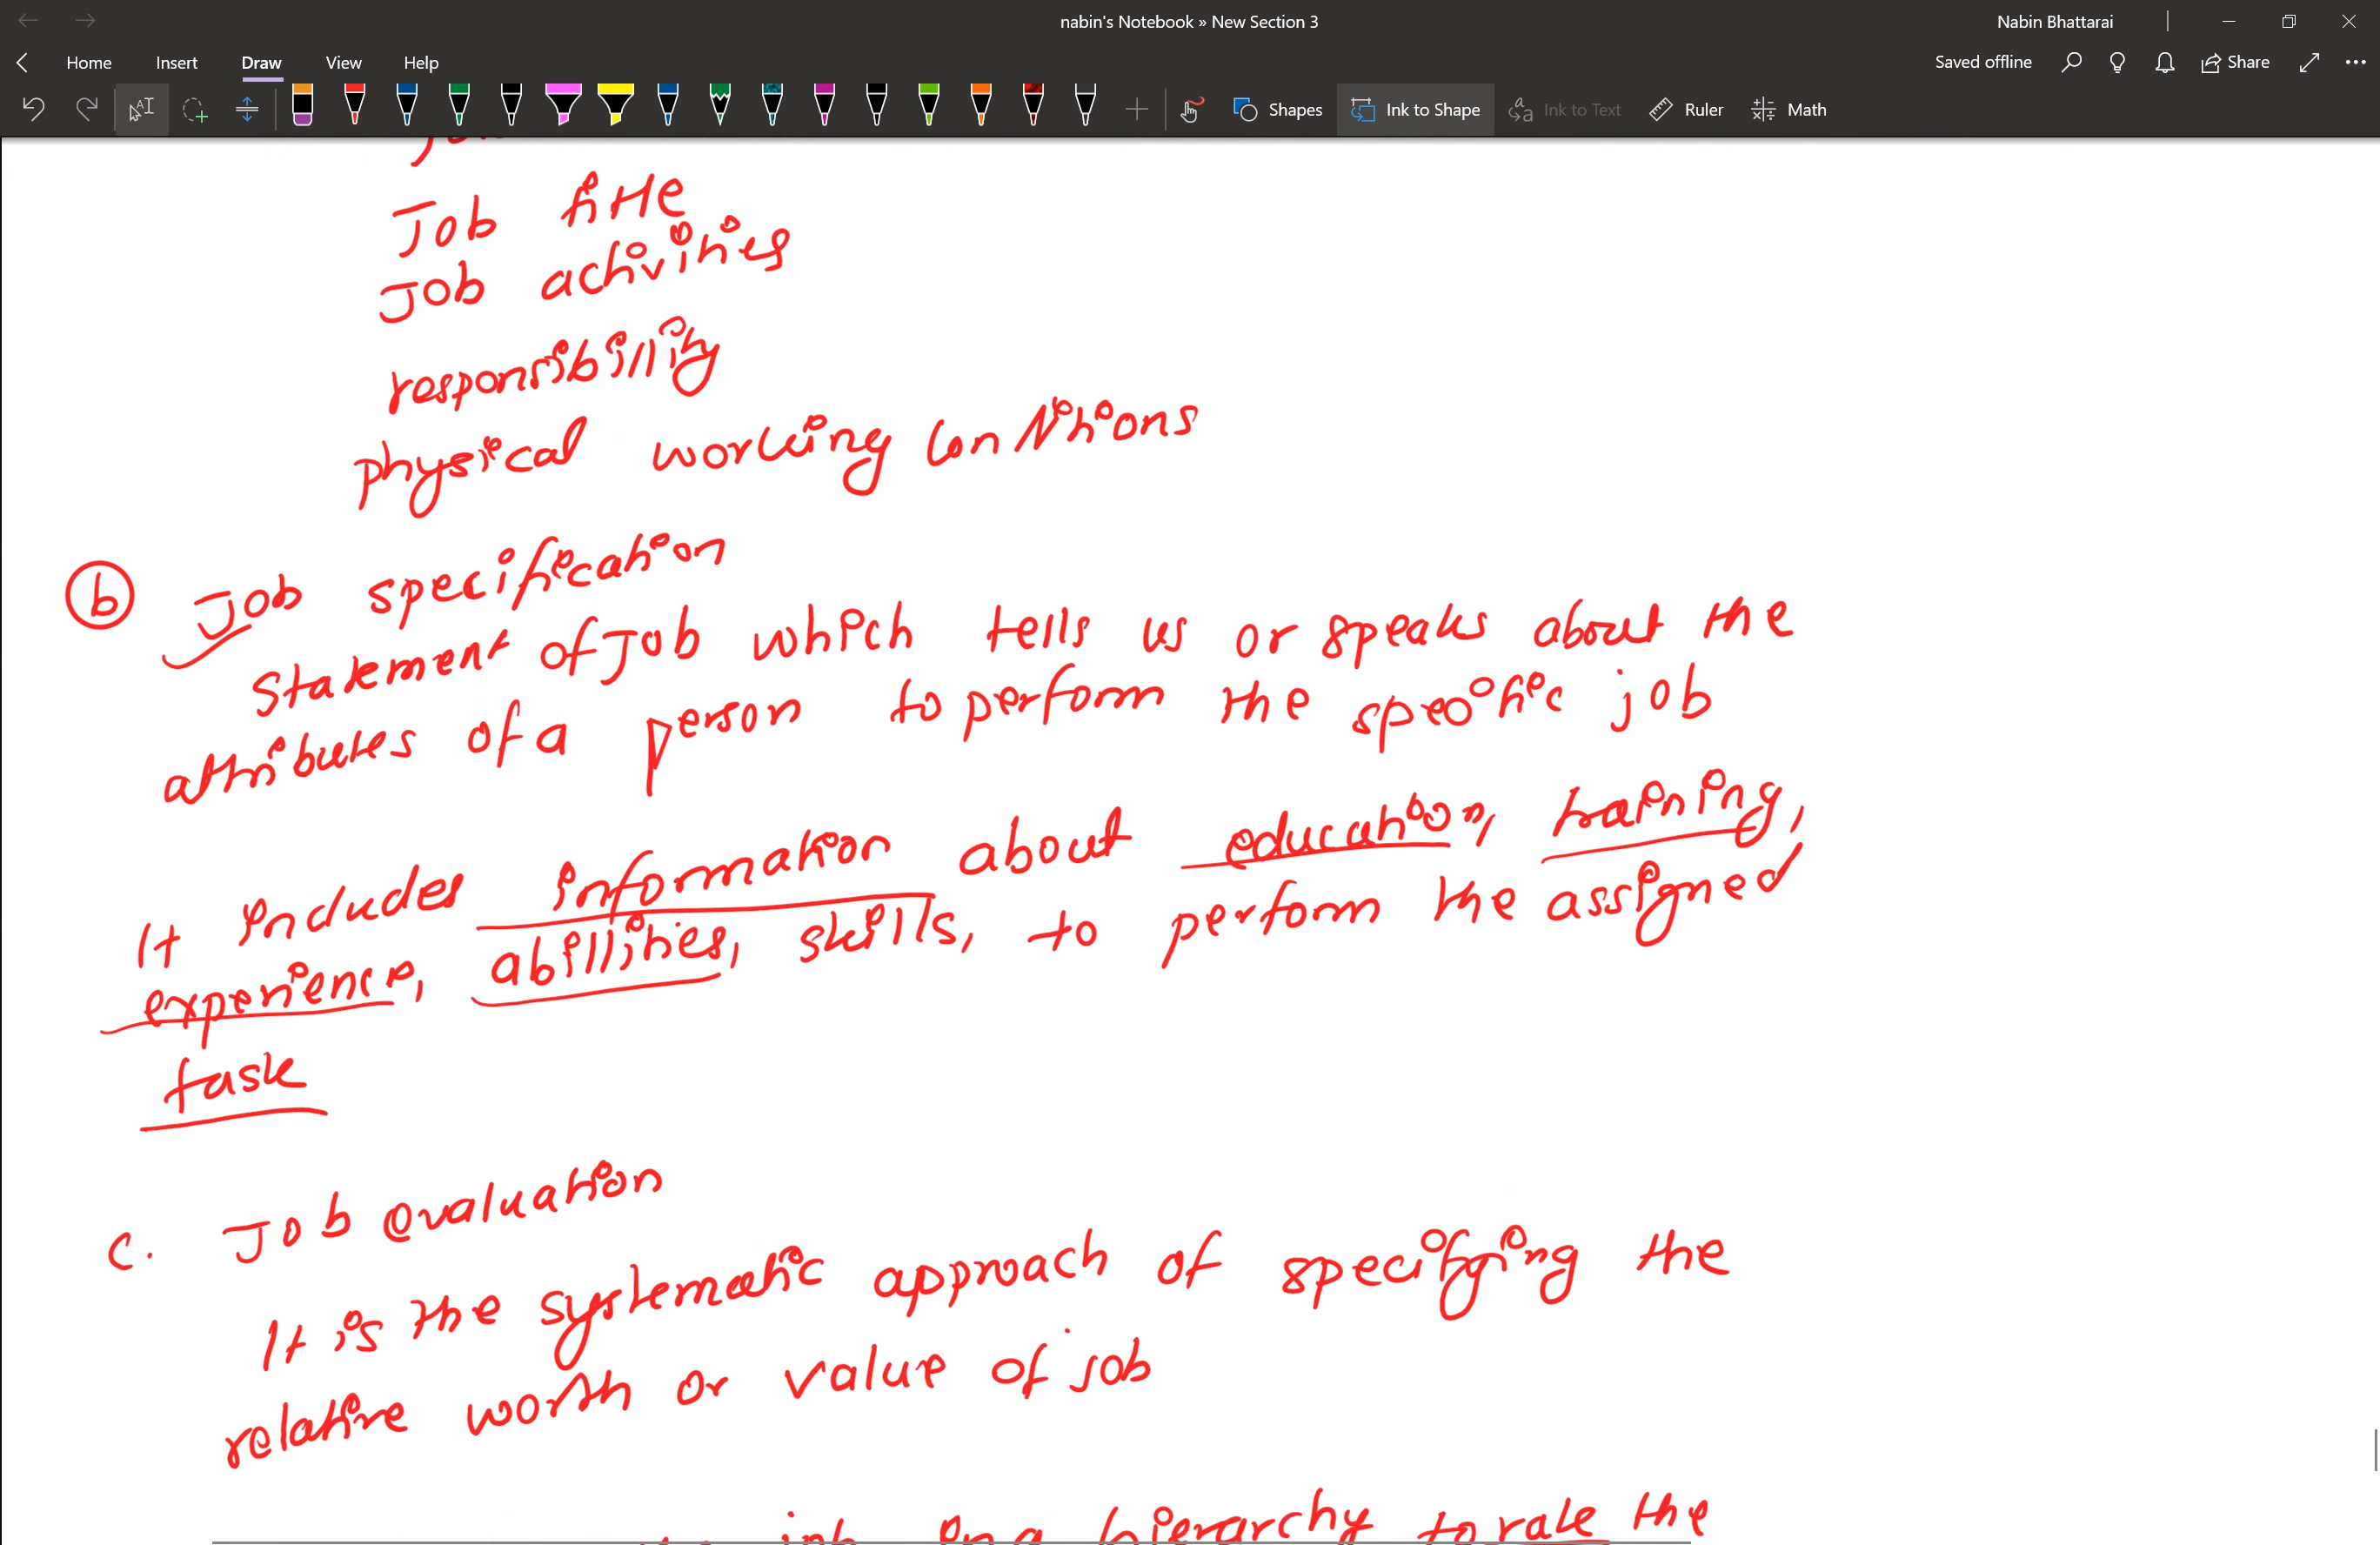 nabin's Notebook » New Section 3
Nabin Bhattarai
Home Insert Draw View Help
Saved offline
Share
Shapes
Ink to Shape
Ink to Text
Ruler
Math
Job title
Job activities
responsibility
physical working conditions
b Job specification
statement of Job which tells us or speaks about the
attributes of a person to perform the specific job
It includes information about education, training,
experience, abillities, skills, to perform the assigned
task
C. Job evaluation
It is the systematic approach of specifying the
relative worth or value of job
job in a hierarchy to rate the